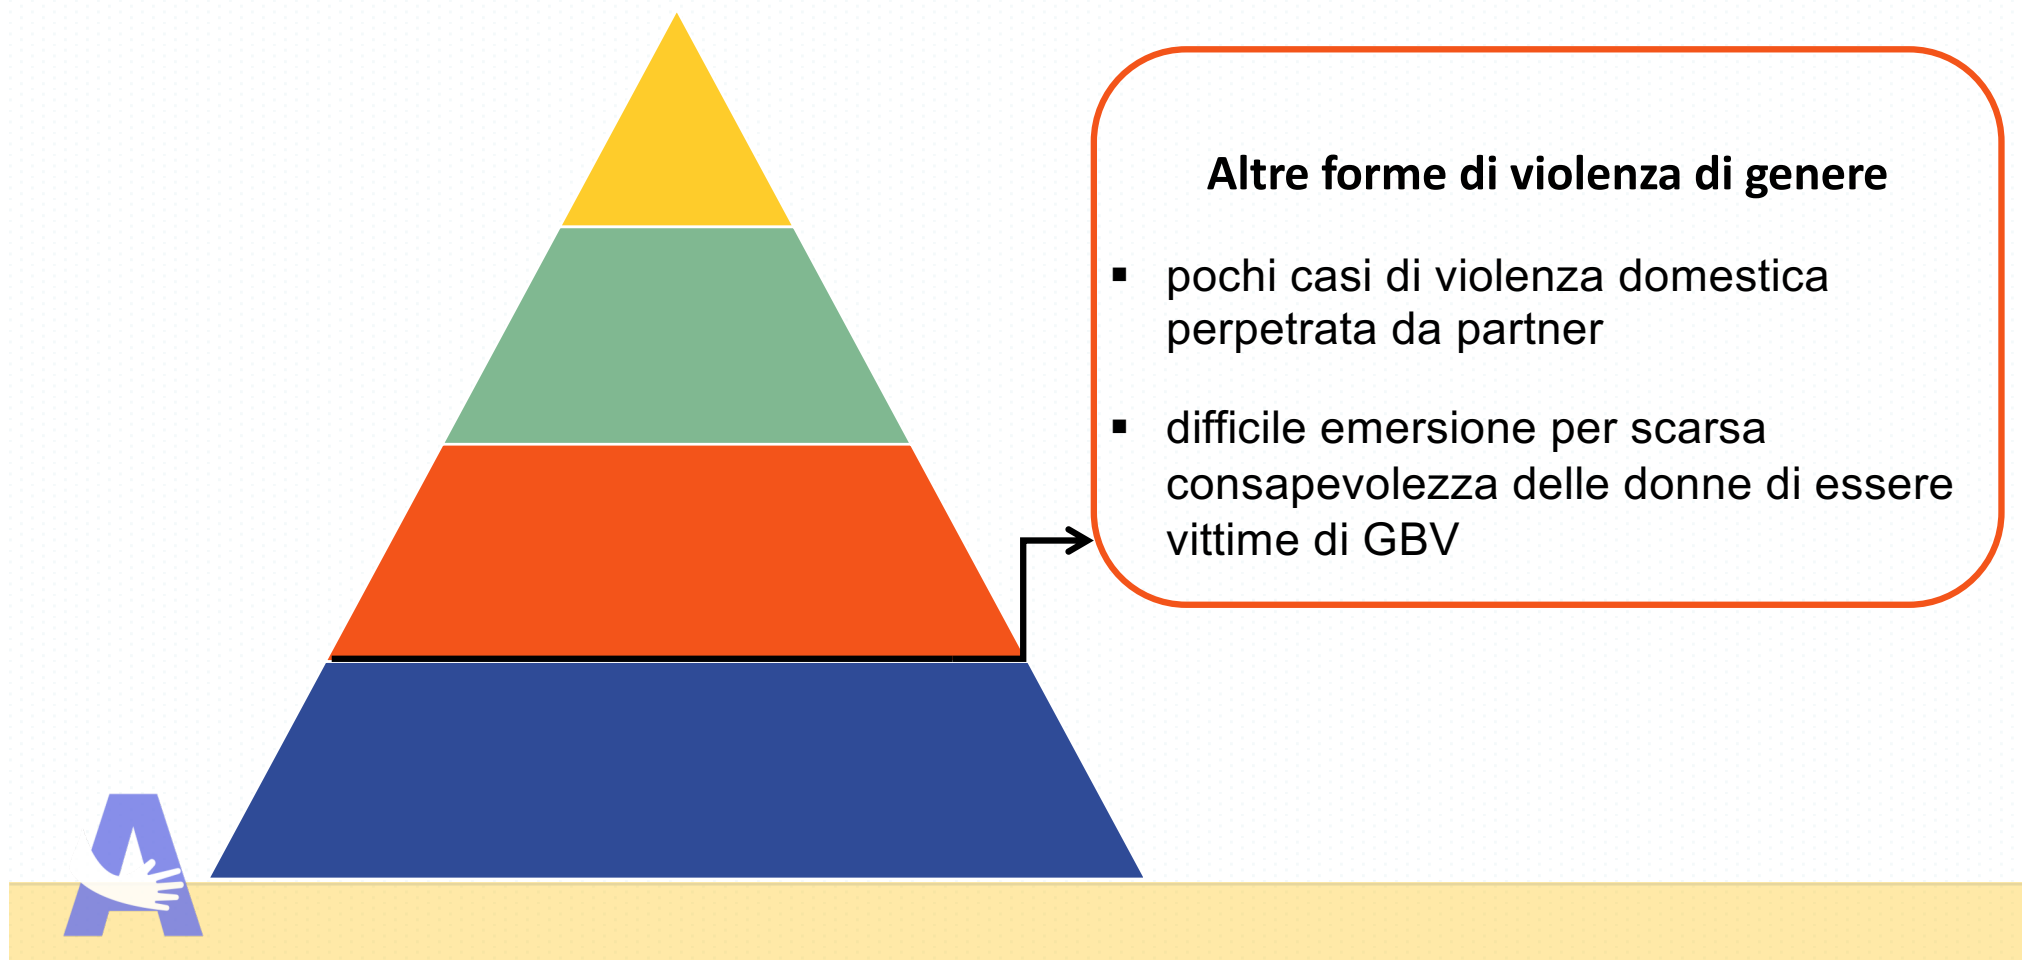 Altre forme di violenza di genere
▪ pochi casi di violenza domestica
perpetrata da partner
▪ difficile emersione per scarsa
consapevolezza delle donne di essere
vittime di GBV
A